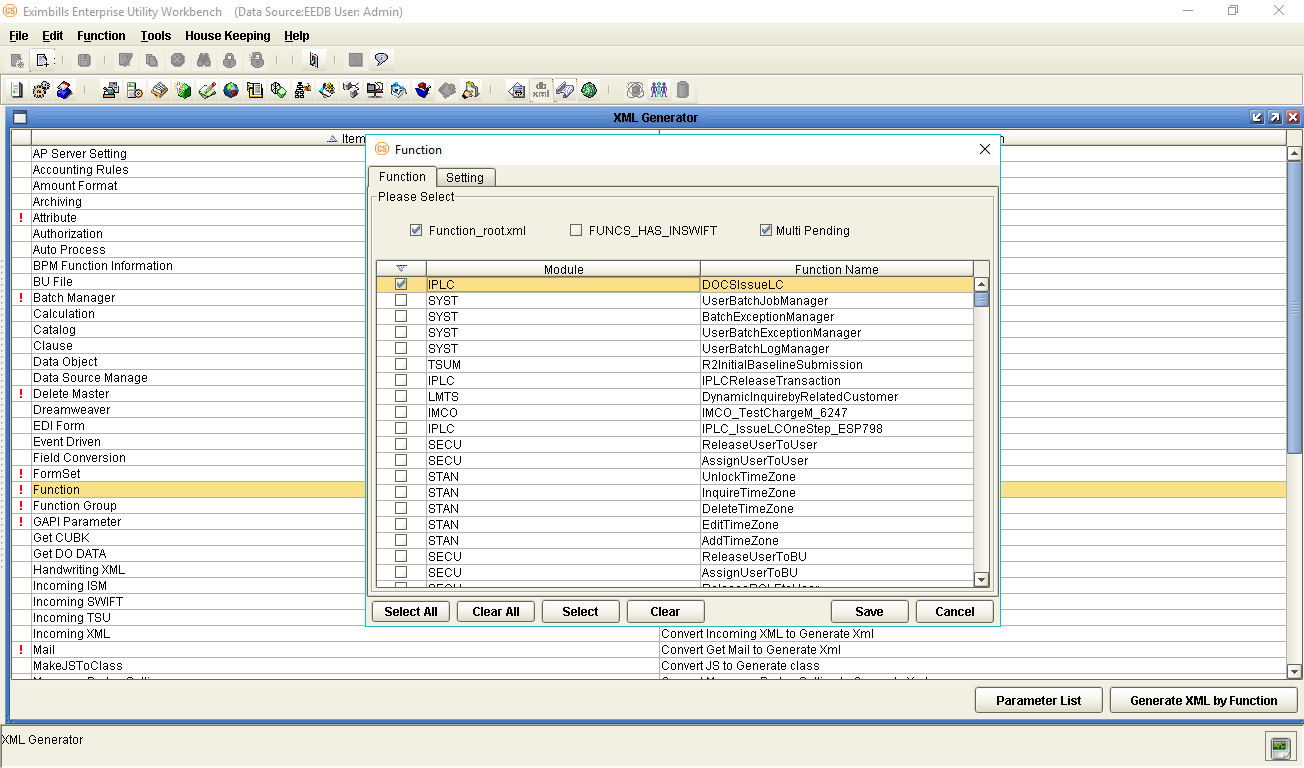 Eximbills Enterprise Utility Workbench (Data Source:EEDB User: Admin)
File Edit Function Tools House Keeping Help
db
xml
XML Generator
Item
AP Server Setting
Accounting Rules
Amount Format
Archiving
! Attribute
Authorization
Auto Process
BPM Function Information
BU File
! Batch Manager
Calculation
Catalog
Clause
Data Object
Data Source Manage
! Delete Master
Dreamweaver
EDI Form
Event Driven
Field Conversion
! FormSet
! Function
! Function Group
! GAPI Parameter
Get CUBK
Get DO DATA
Handwriting XML
Incoming ISM
Incoming SWIFT
Incoming TSU
Incoming XML Convert Incoming XML to Generate Xml
! Mail Convert Get Mail to Generate Xml
MakeJSToClass Convert JS to Generate class
CS Function
Function Setting
Please Select
Function_root.xml FUNCS_HAS_INSWIFT Multi Pending
Module Function Name
IPLC DOCSIssueLC
SYST UserBatchJobManager
SYST BatchExceptionManager
SYST UserBatchExceptionManager
SYST UserBatchLogManager
TSUM R2InitialBaselineSubmission
IPLC IPLCReleaseTransaction
LMTS DynamicInquirebyRelatedCustomer
IMCO IMCO_TestChargeM_6247
IPLC IPLC_IssueLCOneStep_ESP798
SECU ReleaseUserToUser
SECU AssignUserToUser
STAN UnlockTimeZone
STAN InquireTimeZone
STAN DeleteTimeZone
STAN EditTimeZone
STAN AddTimeZone
SECU ReleaseUserToBU
SECU AssignUserToBU
Select All Clear All Select Clear Save Cancel
Parameter List Generate XML by Function
XML Generator